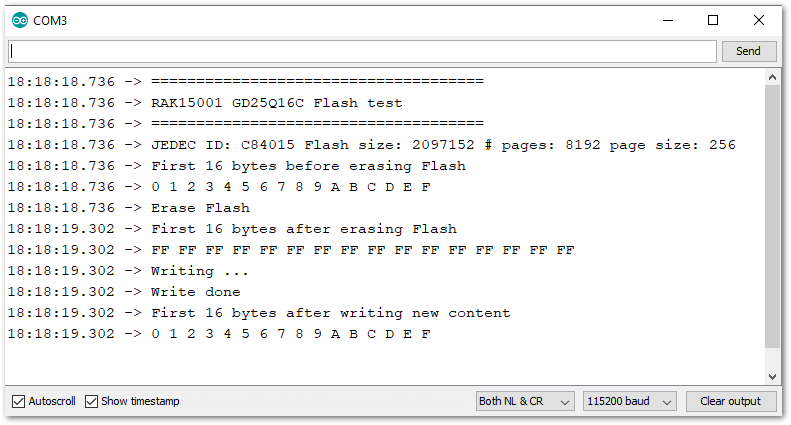 COM3
Send
18:18:18.736 -> =====================================
18:18:18.736 -> RAK15001 GD25Q16C Flash test
18:18:18.736 -> =====================================
18:18:18.736 -> JEDEC ID: C84015 Flash size: 2097152 # pages: 8192 page size: 256
18:18:18.736 -> First 16 bytes before erasing Flash
18:18:18.736 -> 0 1 2 3 4 5 6 7 8 9 A B C D E F
18:18:18.736 -> Erase Flash
18:18:19.302 -> First 16 bytes after erasing Flash
18:18:19.302 -> FF FF FF FF FF FF FF FF FF FF FF FF FF FF FF FF
18:18:19.302 -> Writing ...
18:18:19.302 -> Write done
18:18:19.302 -> First 16 bytes after writing new content
18:18:19.302 -> 0 1 2 3 4 5 6 7 8 9 A B C D E F
Autoscroll Show timestamp Both NL & CR 115200 baud Clear output